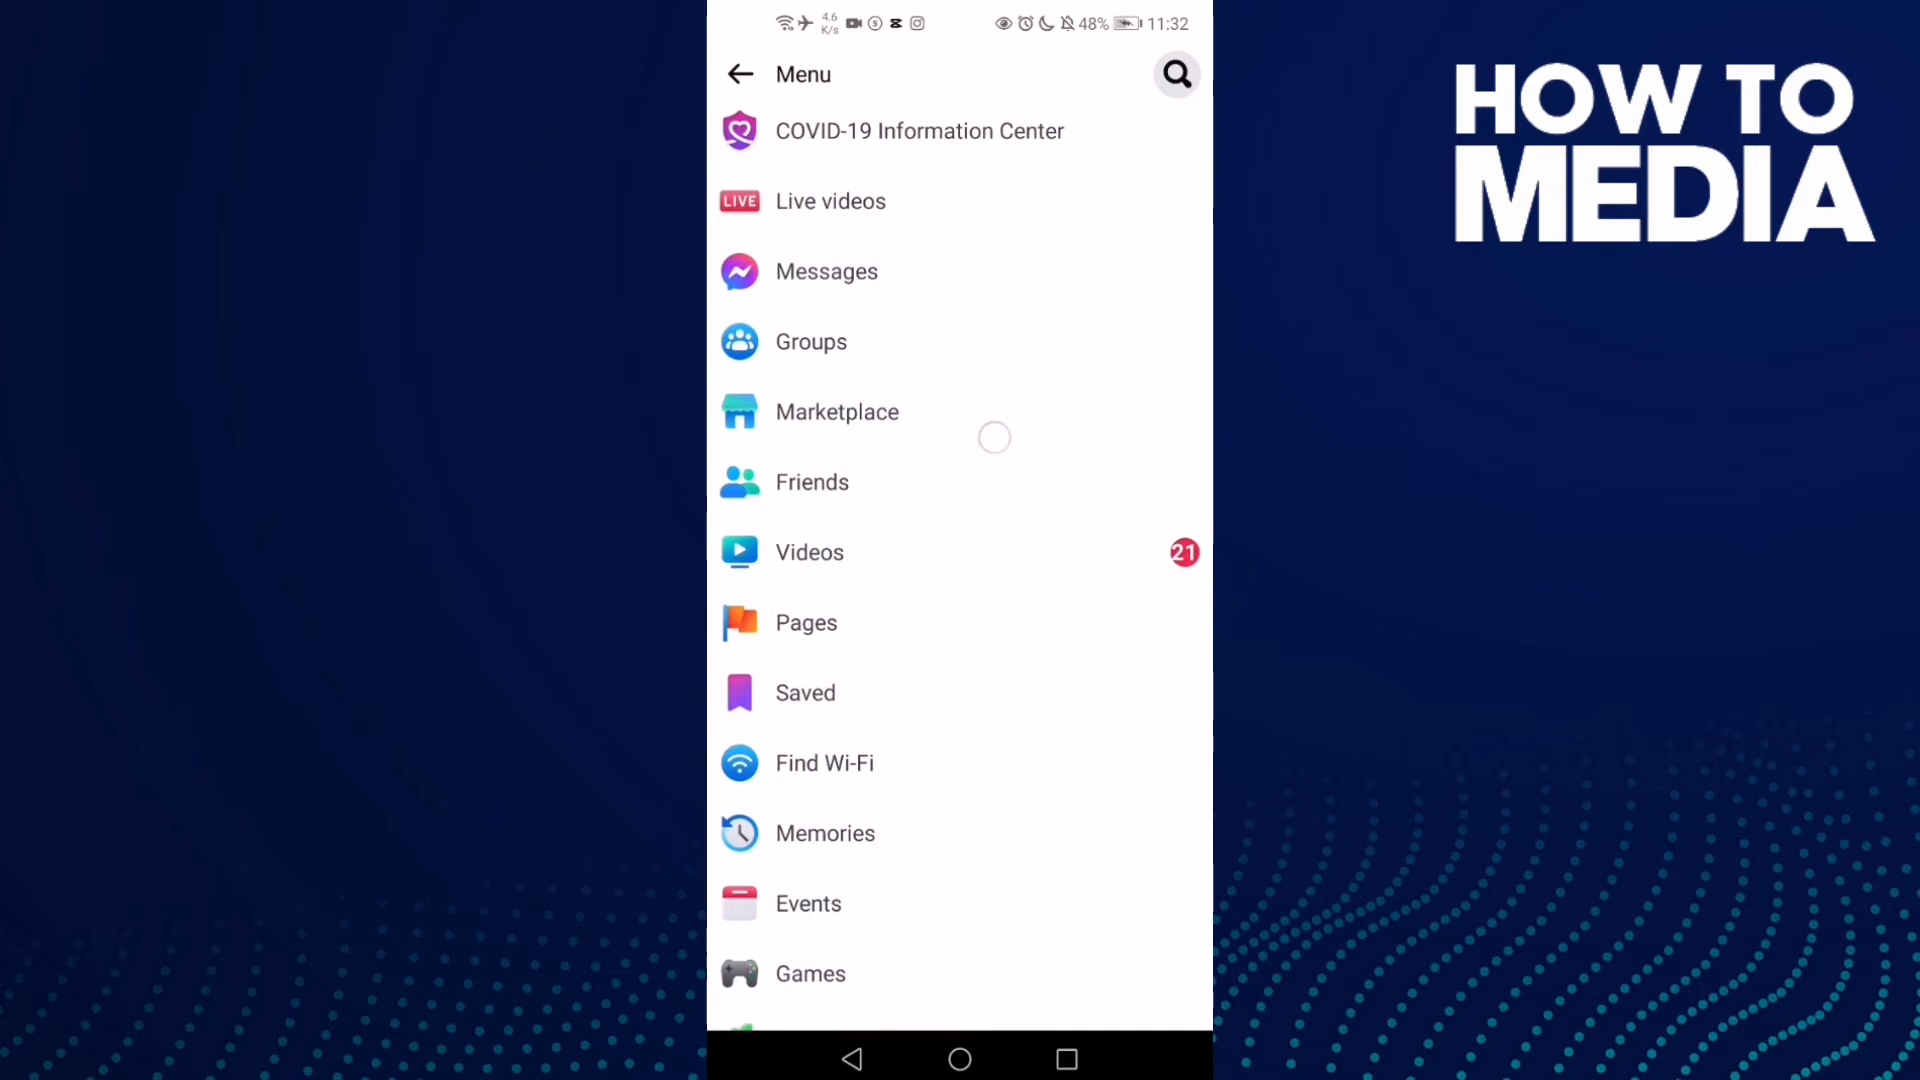 4.6
K/s
48%
11:32
Menu
HOW TO
MEDIA
COVID-19 Information Center
LIVE
Live videos
Messages
Groups
Marketplace
Friends
Videos
21
Pages
Saved
Find Wi-Fi
Memories
Events
Games